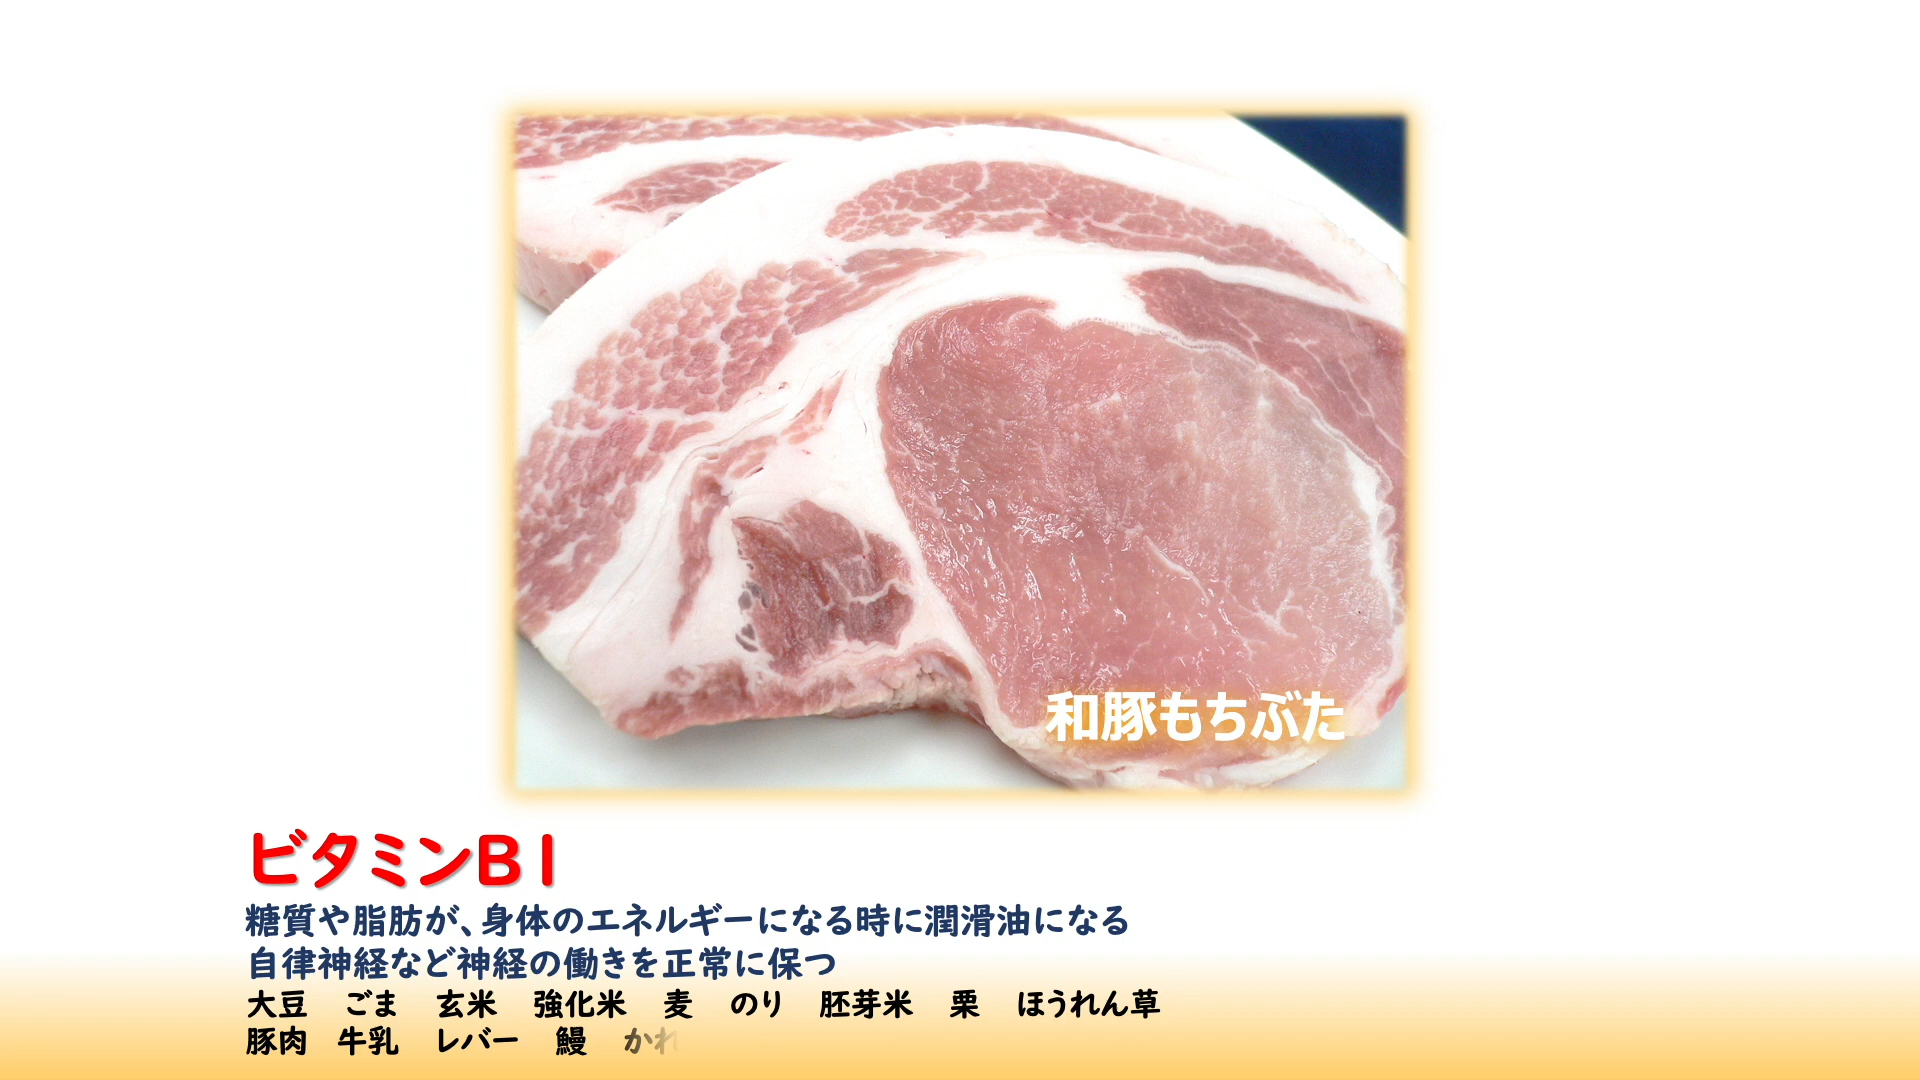 和豚もちぶた
ビタミンB1
糖質や脂肪が、身体のエネルギーになる時に潤滑油になる
自律神経など神経の働きを正常に保つ
大豆　ごま　玄米　強化米　麦　のり　胚芽米　栗　ほうれん草
豚肉　牛乳　レバー　鰻